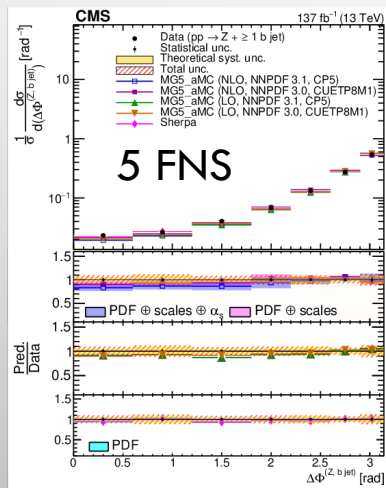 CMS 137 fb⁻¹ (13 TeV)
1/σ dσ/d(ΔΦ^(Z, b jet)) [rad⁻¹]
Data (pp → Z + ≥ 1 b jet)
Statistical unc.
Theoretical syst. unc.
Total unc.
MG5_aMC (NLO, NNPDF 3.1, CP5)
MG5_aMC (NLO, NNPDF 3.0, CUETP8M1)
MG5_aMC (LO, NNPDF 3.1, CP5)
MG5_aMC (LO, NNPDF 3.0, CUETP8M1)
Sherpa
10
1
10⁻¹
5 FNS
1.5
1
0.5
PDF ⊕ scales ⊕ αₛ PDF ⊕ scales
Pred.
Data
1.5
1
0.5
1.5
1
0.5
PDF
0 0.5 1 1.5 2 2.5 3
ΔΦ^(Z, b jet) [rad]